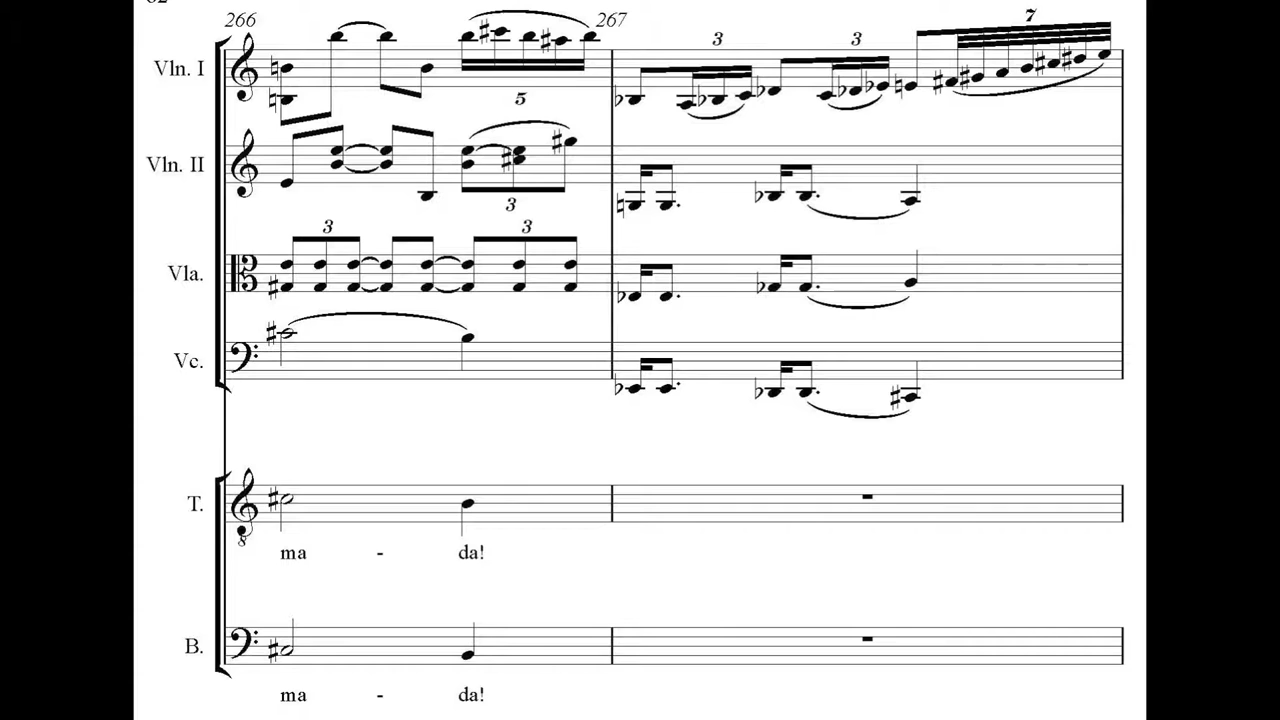 266
267
Vln. I
3
3
7
5
Vln. II
3
3
3
Vla.
Vc.
T.
ma - da!
B.
ma - da!